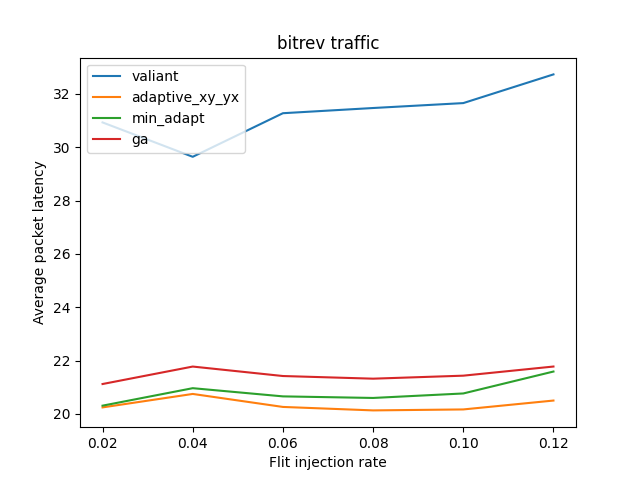 bitrev traffic
valiant
adaptive_xy_yx
min_adapt
ga
Average packet latency
32
30
28
26
24
22
20
0.02 0.04 0.06 0.08 0.10 0.12
Flit injection rate